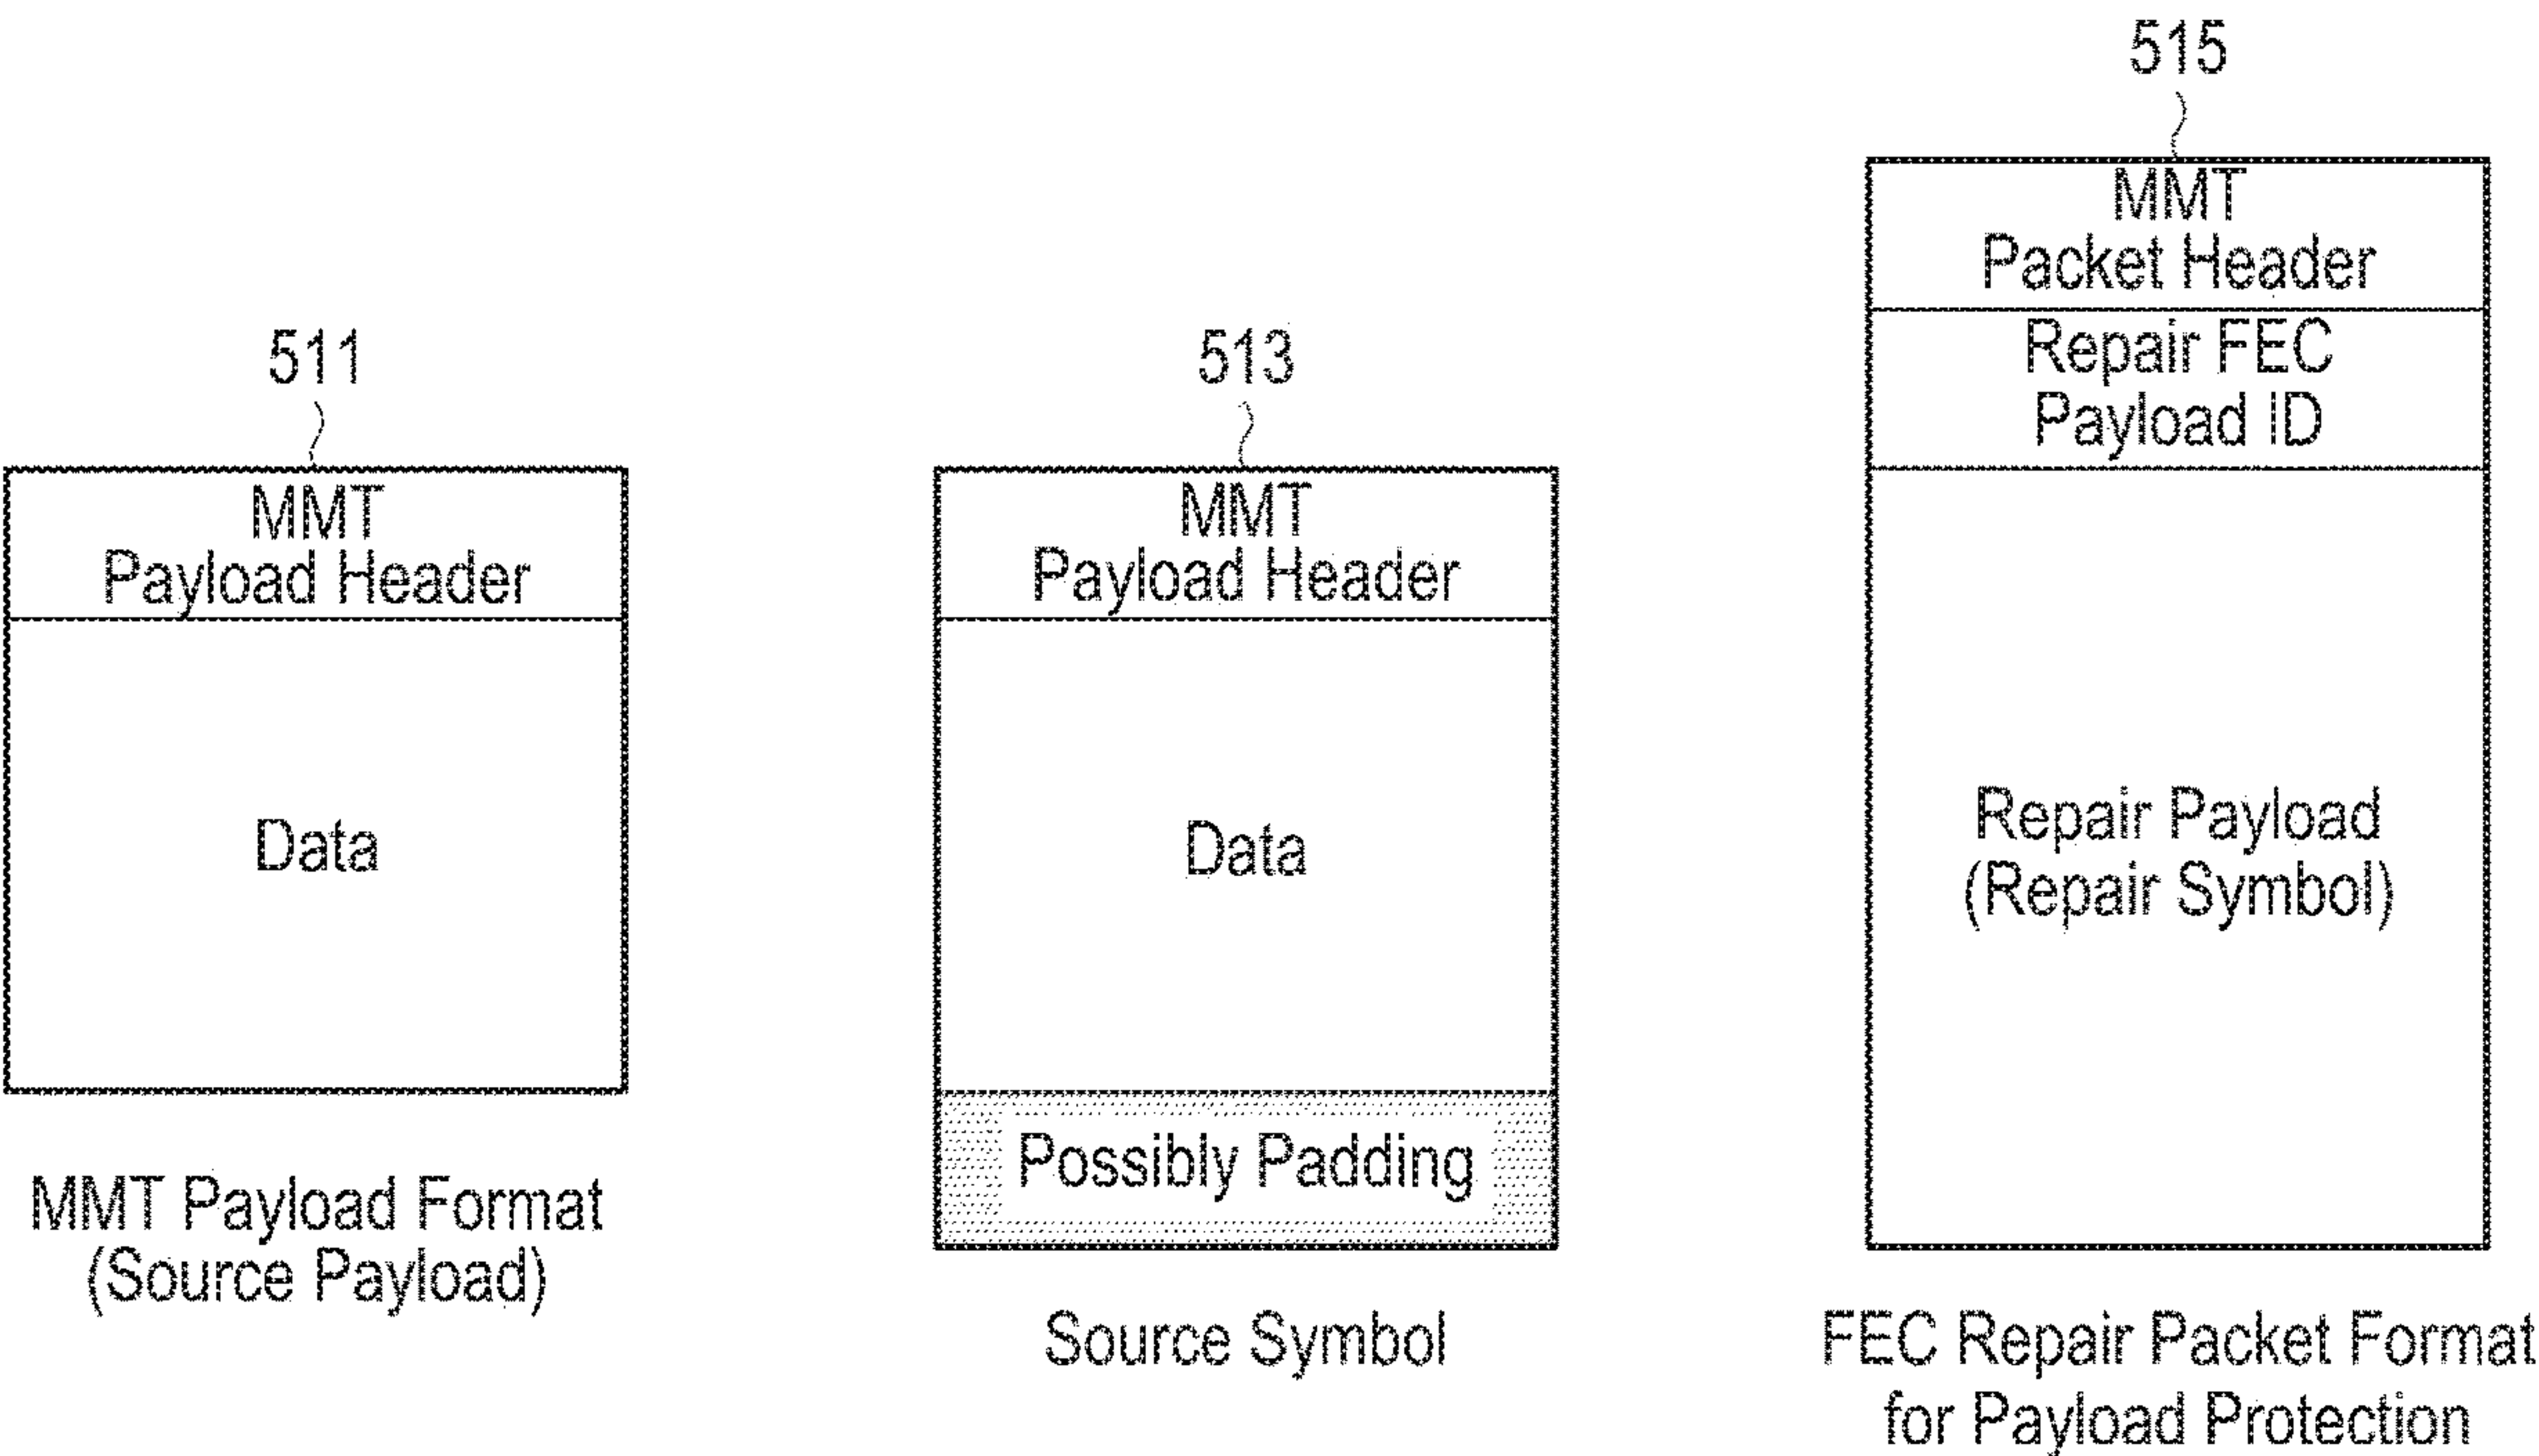 511
MMT
Payload Header
Data
MMT Payload Format
(Source Payload)
513
MMT
Payload Header
Data
Possibly Padding
Source Symbol
515
MMT
Packet Header
Repair FEC
Payload ID
Repair Payload
(Repair Symbol)
FEC Repair Packet Format
for Payload Protection